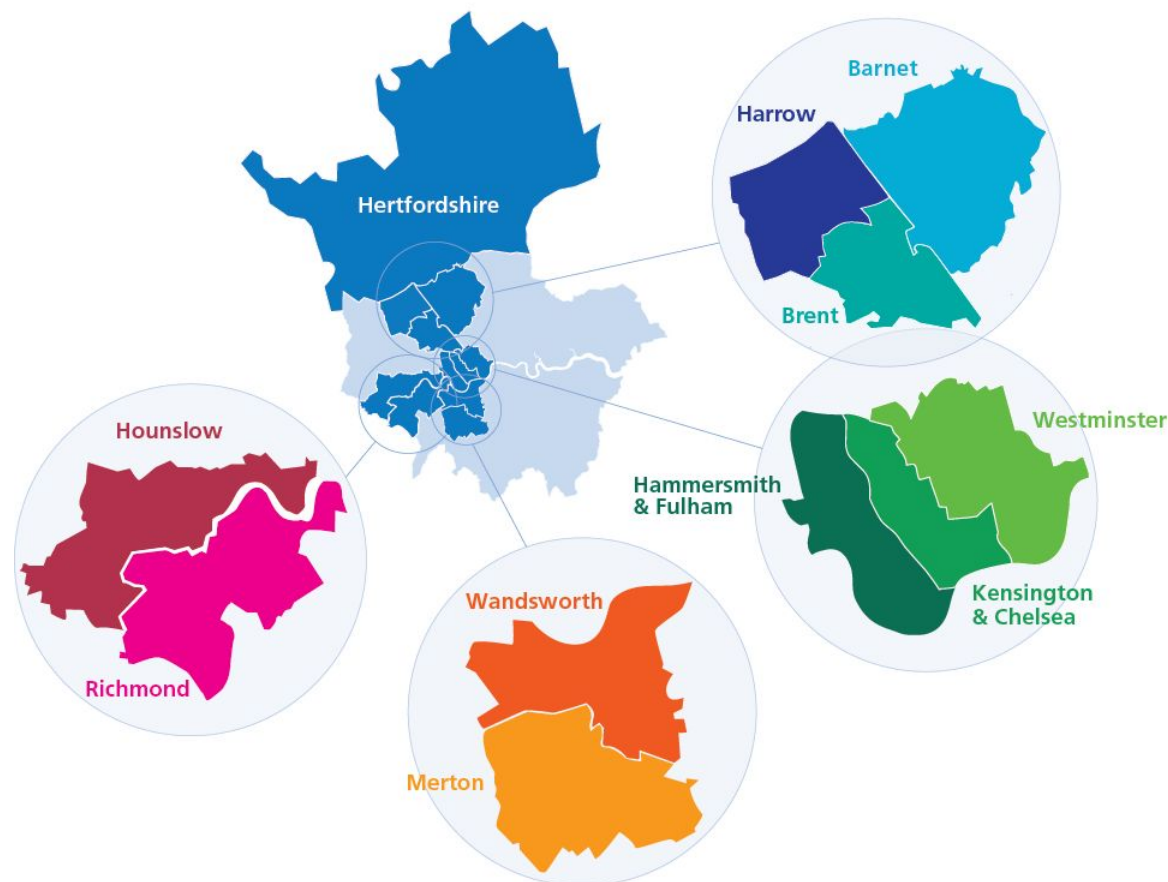 Barnet
Harrow
Hertfordshire
Brent
Westminster
Hounslow
Hammersmith
& Fulham
Kensington
& Chelsea
Wandsworth
Richmond
Merton